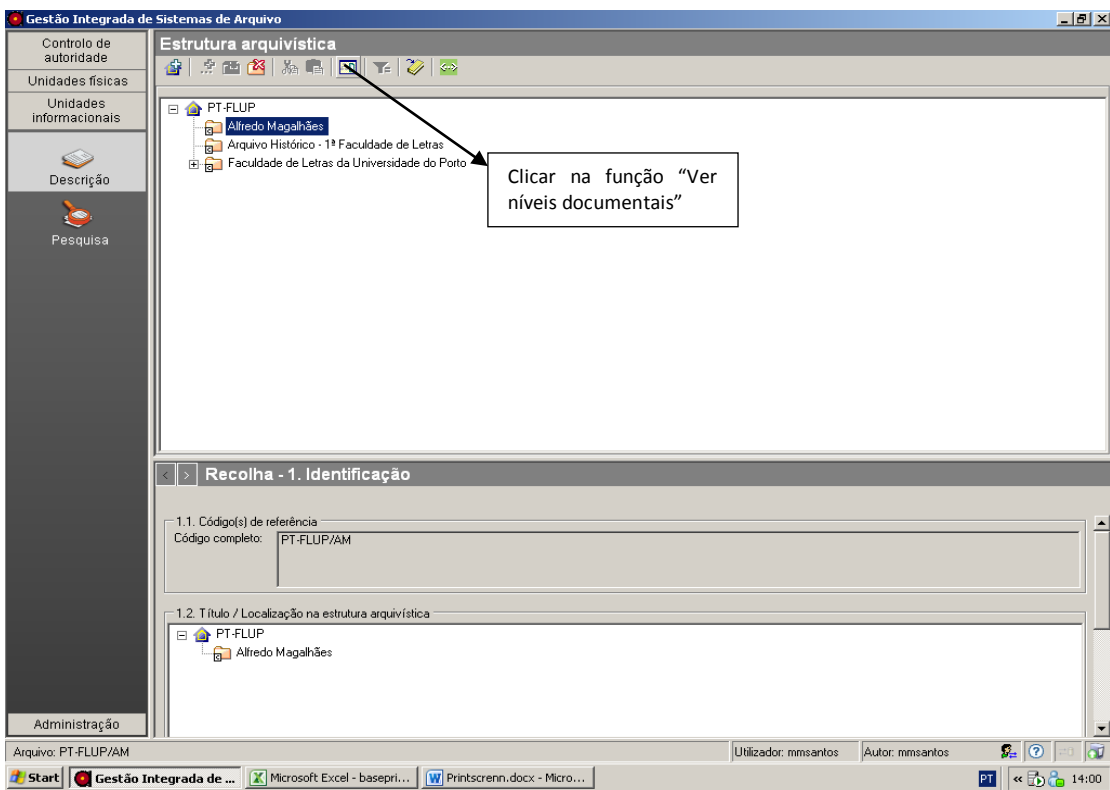 Gestão Integrada de Sistemas de Arquivo
Controlo de
autoridade
Unidades físicas
Unidades
informacionais
Descrição
Pesquisa
Administração
Estrutura arquivística
PT-FLUP
Alfredo Magalhães
Arquivo Histórico - 1ª Faculdade de Letras
Faculdade de Letras da Universidade do Porto
Clicar na função “Ver
níveis documentais”
< > Recolha - 1. Identificação
1.1. Código(s) de referência
Código completo: PT-FLUP/AM
1.2. Título / Localização na estrutura arquivística
PT-FLUP
Alfredo Magalhães
Arquivo: PT-FLUP/AM Utilizador: mmsantos Autor: mmsantos
Start Gestão Integrada de ... Microsoft Excel - basepri... Printscrenn.docx - Micro... PT « 14:00